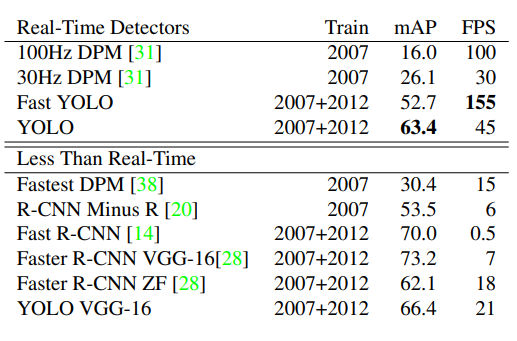 Real-Time Detectors Train mAP FPS
100Hz DPM [31] 2007 16.0 100
30Hz DPM [31] 2007 26.1 30
Fast YOLO 2007+2012 52.7 155
YOLO 2007+2012 63.4 45
Less Than Real-Time
Fastest DPM [38] 2007 30.4 15
R-CNN Minus R [20] 2007 53.5 6
Fast R-CNN [14] 2007+2012 70.0 0.5
Faster R-CNN VGG-16[28] 2007+2012 73.2 7
Faster R-CNN ZF [28] 2007+2012 62.1 18
YOLO VGG-16 2007+2012 66.4 21